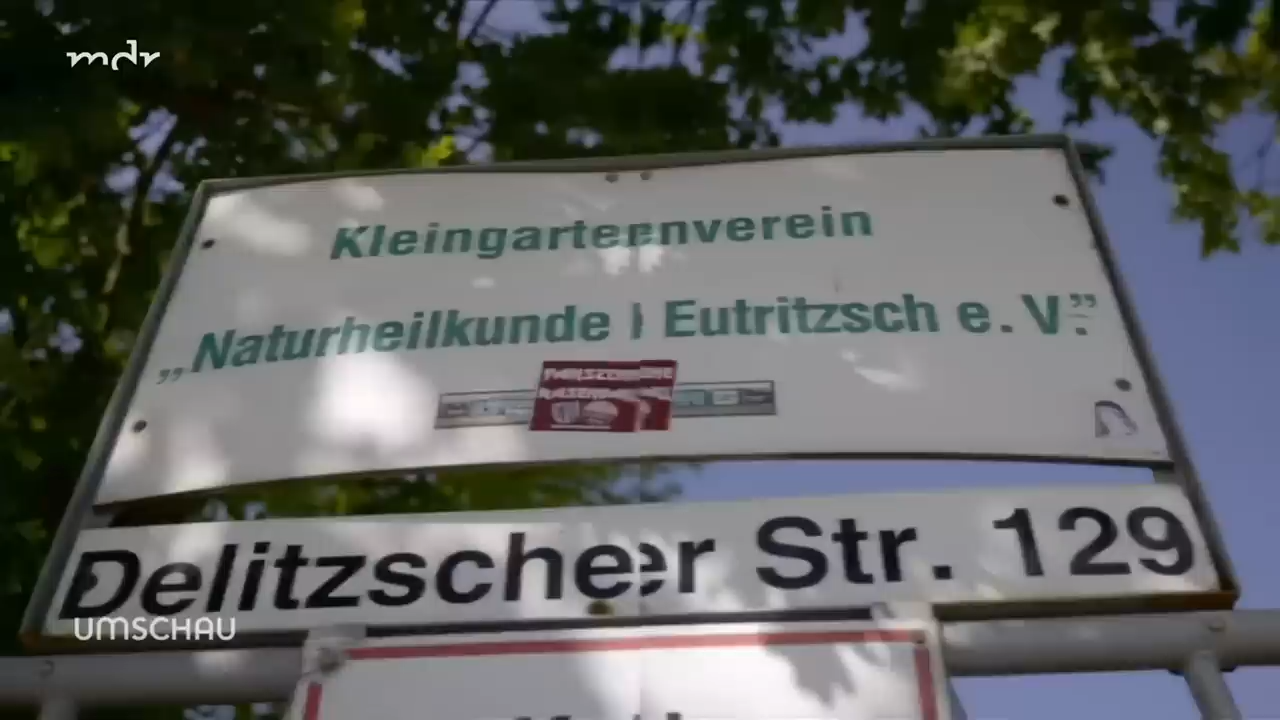 mdr
Kleingartenverein
„Naturheilkunde I Eutritzsch e. V."
Delitzscher Str. 129
UMSCHAU